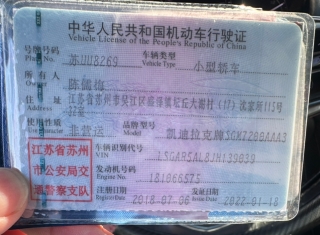 中华人民共和国机动车行驶证
Vehicle License of the People's Republic of China
号牌号码 苏UU8269 车辆类型 小型轿车
Plate No. Vehicle Type
所有人 陈儒梅
Owner
住址 江苏省苏州市吴江区
Address
使用性质 非营运 品牌型号 凯迪拉克牌SGM7200AAA3
Model
江苏省苏州 车辆识别代号
VIN
市公安局交 发动机号码 181066575
Engine No.
通警察支队 注册日期 2018-07-06 发证日期 2022-01-18
Register Date Issue Date